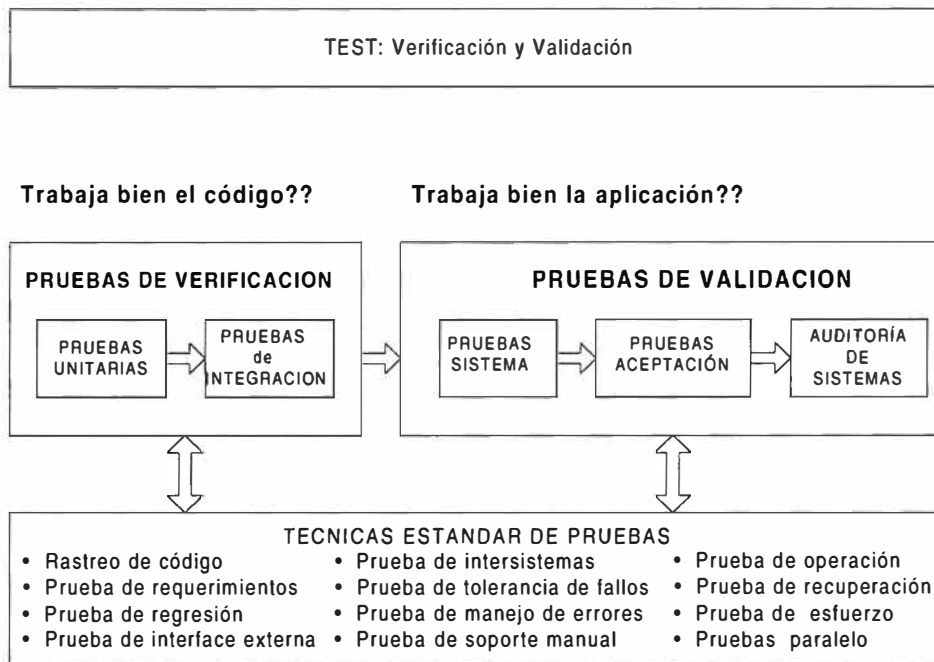 TEST: Verificación y Validación
Trabaja bien el código??
Trabaja bien la aplicación??
PRUEBAS DE VERIFICACION
PRUEBAS
UNITARIAS
PRUEBAS
de
INTEGRACION
PRUEBAS DE VALIDACION
PRUEBAS
SISTEMA
PRUEBAS
ACEPTACIÓN
AUDITORÍA
DE
SISTEMAS
TECNICAS ESTANDAR DE PRUEBAS
• Rastreo de código
• Prueba de requerimientos
• Prueba de regresión
• Prueba de interface externa
• Prueba de intersistemas
• Prueba de tolerancia de fallos
• Prueba de manejo de errores
• Prueba de soporte manual
• Prueba de operación
• Prueba de recuperación
• Prueba de esfuerzo
• Pruebas paralelo